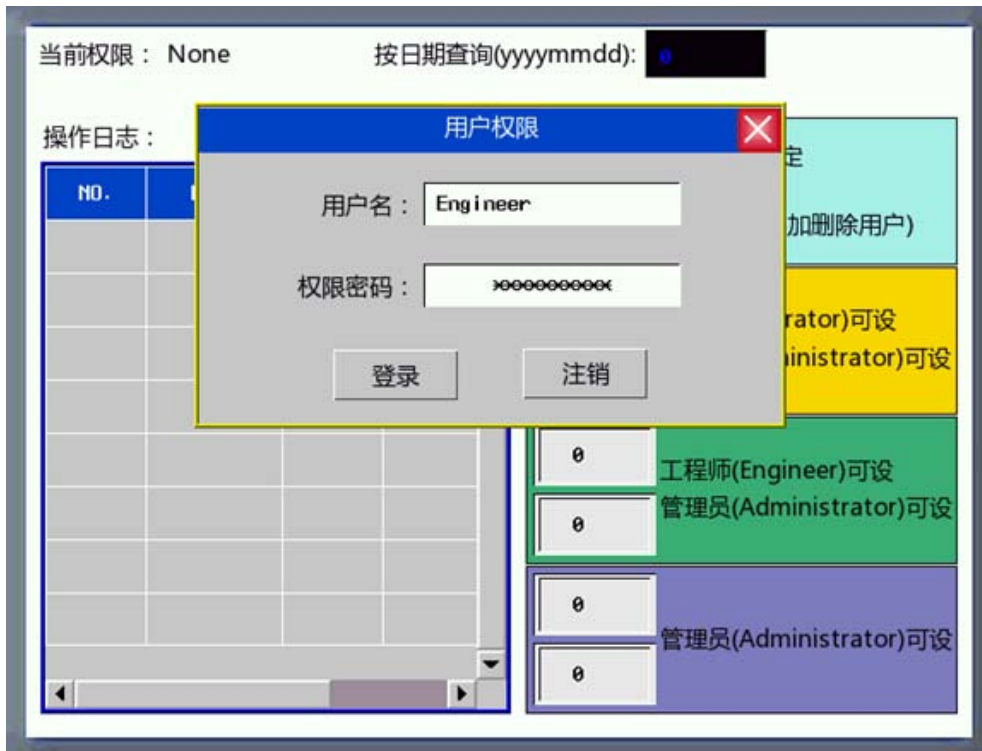 当前权限： None
按日期查询(yyyymmdd):
0
用户权限
操作日志：
定
NO.
用户名： Engineer
加删除用户)
权限密码： ***********
rator)可设
inistrator)可设
登录
注销
0
工程师(Engineer)可设
管理员(Administrator)可设
0
0
管理员(Administrator)可设
0